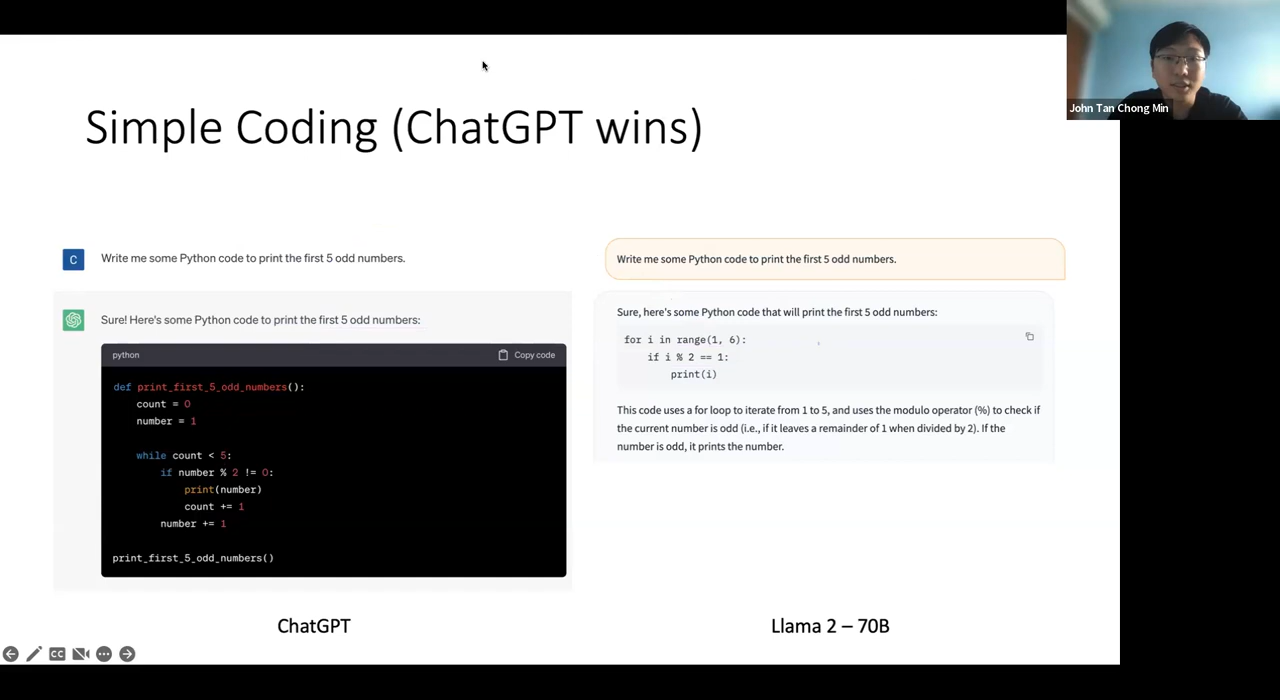 John Tan Chong Min
Simple Coding (ChatGPT wins)
C
Write me some Python code to print the first 5 odd numbers.
Sure! Here's some Python code to print the first 5 odd numbers:
python
Copy code
def print_first_5_odd_numbers():
    count = 0
    number = 1
    while count < 5:
        if number % 2 != 0:
            print(number)
            count += 1
        number += 1
print_first_5_odd_numbers()
ChatGPT
Write me some Python code to print the first 5 odd numbers.
Sure, here's some Python code that will print the first 5 odd numbers:
for i in range(1, 6):
    if i % 2 == 1:
        print(i)
This code uses a for loop to iterate from 1 to 5, and uses the modulo operator (%) to check if
the current number is odd (i.e., if it leaves a remainder of 1 when divided by 2). If the
number is odd, it prints the number.
Llama 2 – 70B
CC